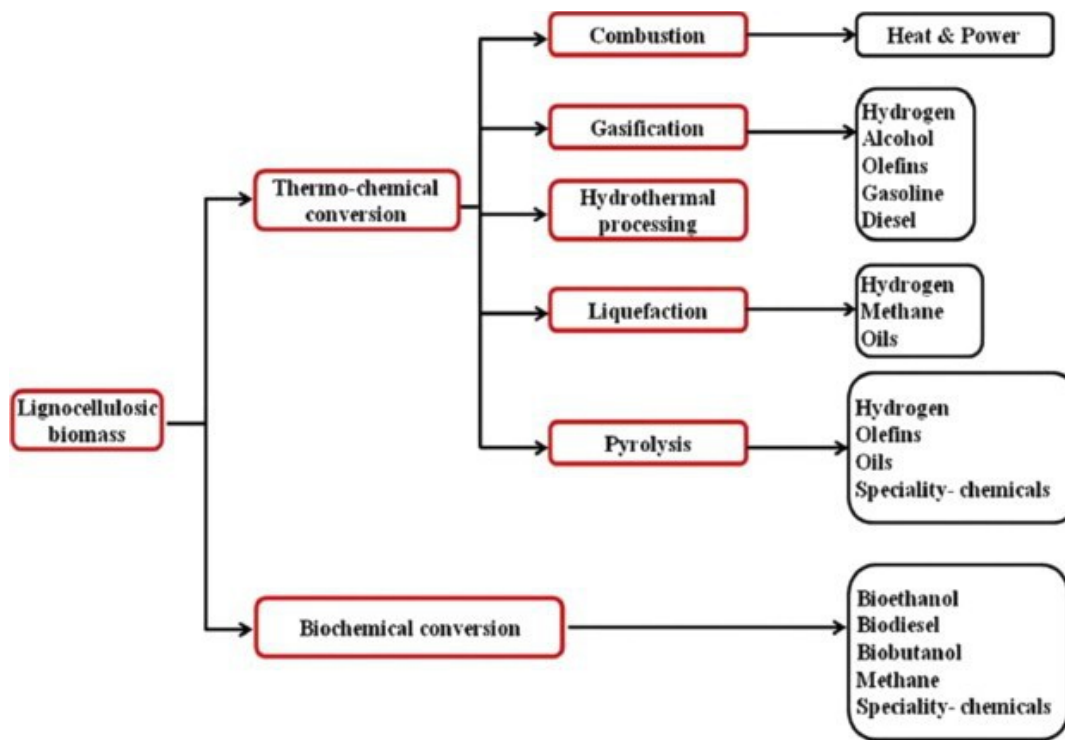 Combustion
Heat & Power
Gasification
Hydrogen
Alcohol
Olefins
Gasoline
Diesel
Thermo-chemical
conversion
Hydrothermal
processing
Liquefaction
Hydrogen
Methane
Oils
Lignocellulosic
biomass
Pyrolysis
Hydrogen
Olefins
Oils
Speciality- chemicals
Biochemical conversion
Bioethanol
Biodiesel
Biobutanol
Methane
Speciality- chemicals